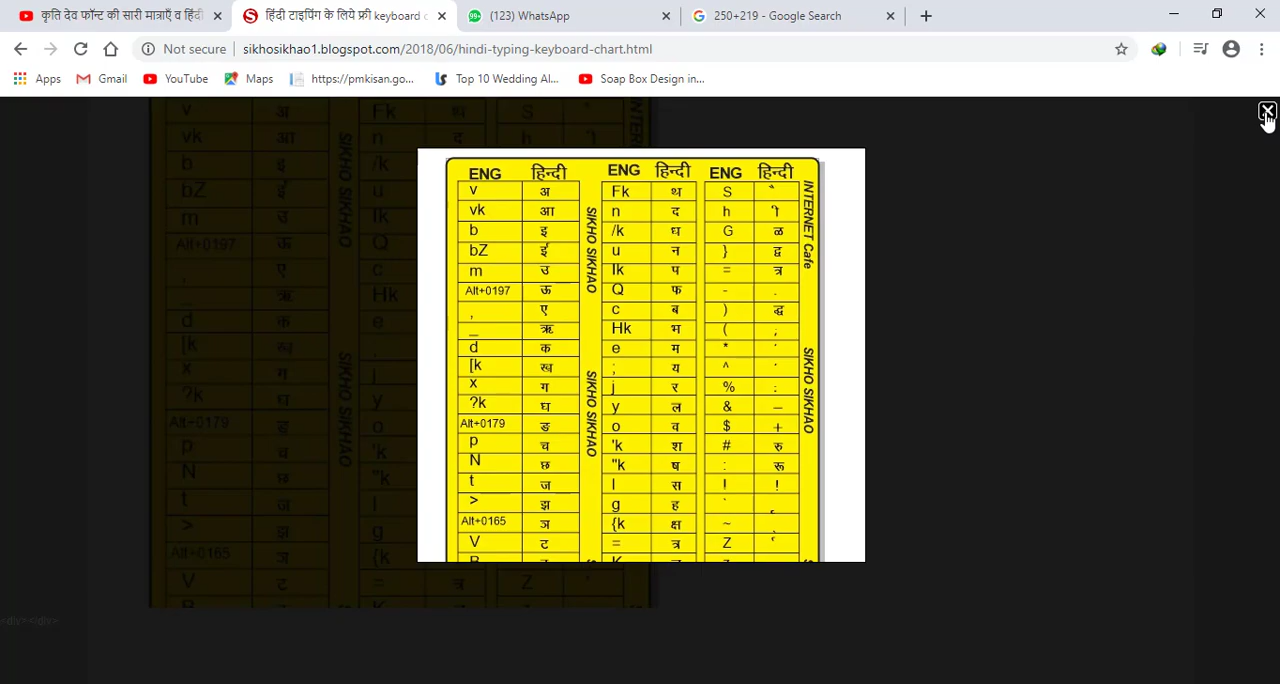 कृति देव फॉन्ट की सारी मात्राएँ व हिंदी
हिंदी टाइपिंग के लिये फ्री keyboard c
(123) WhatsApp
250+219 - Google Search
Not secure
sikhosikhao1.blogspot.com/2018/06/hindi-typing-keyboard-chart.html
Apps Gmail YouTube Maps https://pmkisan.go... Top 10 Wedding Al... Soap Box Design in...
ENG हिन्दी ENG हिन्दी ENG हिन्दी
v अ Fk थ S ै
vk आ n द h ी
b इ /k ध G ळ
bZ ई u न } द्व
m उ Ik प = त्र
Alt+0197 ऊ Q फ - .
, ए c ब ) द्ध
_ ऋ Hk भ ( ;
d क e म * ‘
[k ख ; य ^ ‘
x ग j र % :
?k घ y ल & –
Alt+0179 ङ o व $ +
p च 'k श # रु
N छ "k ष : रू
t ज l स ! !
> झ g ह ` ृ
Alt+0165 ञ {k क्ष ~ ्
V ट = त्र Z र्
SIKHO SIKHAO
SIKHO SIKHAO
INTERNET Cafe
SIKHO SIKHAO